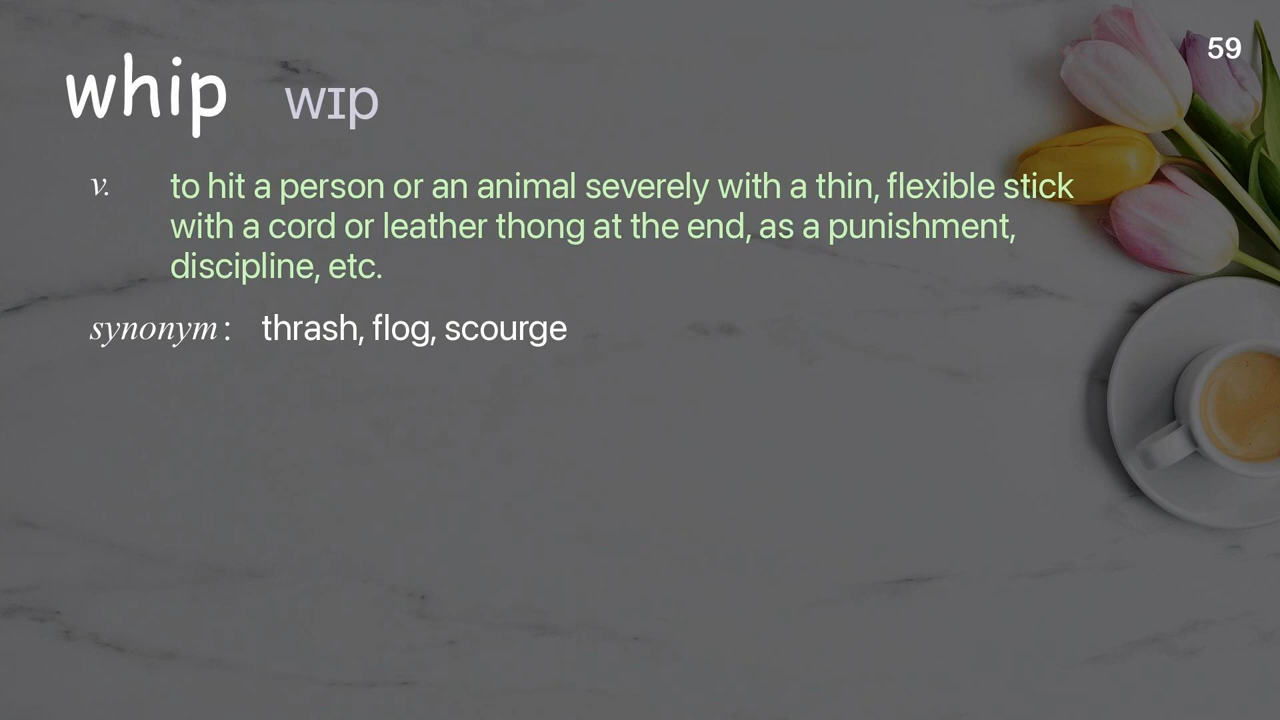 59
whip wɪp
v. to hit a person or an animal severely with a thin, flexible stick
with a cord or leather thong at the end, as a punishment,
discipline, etc.
synonym: thrash, flog, scourge